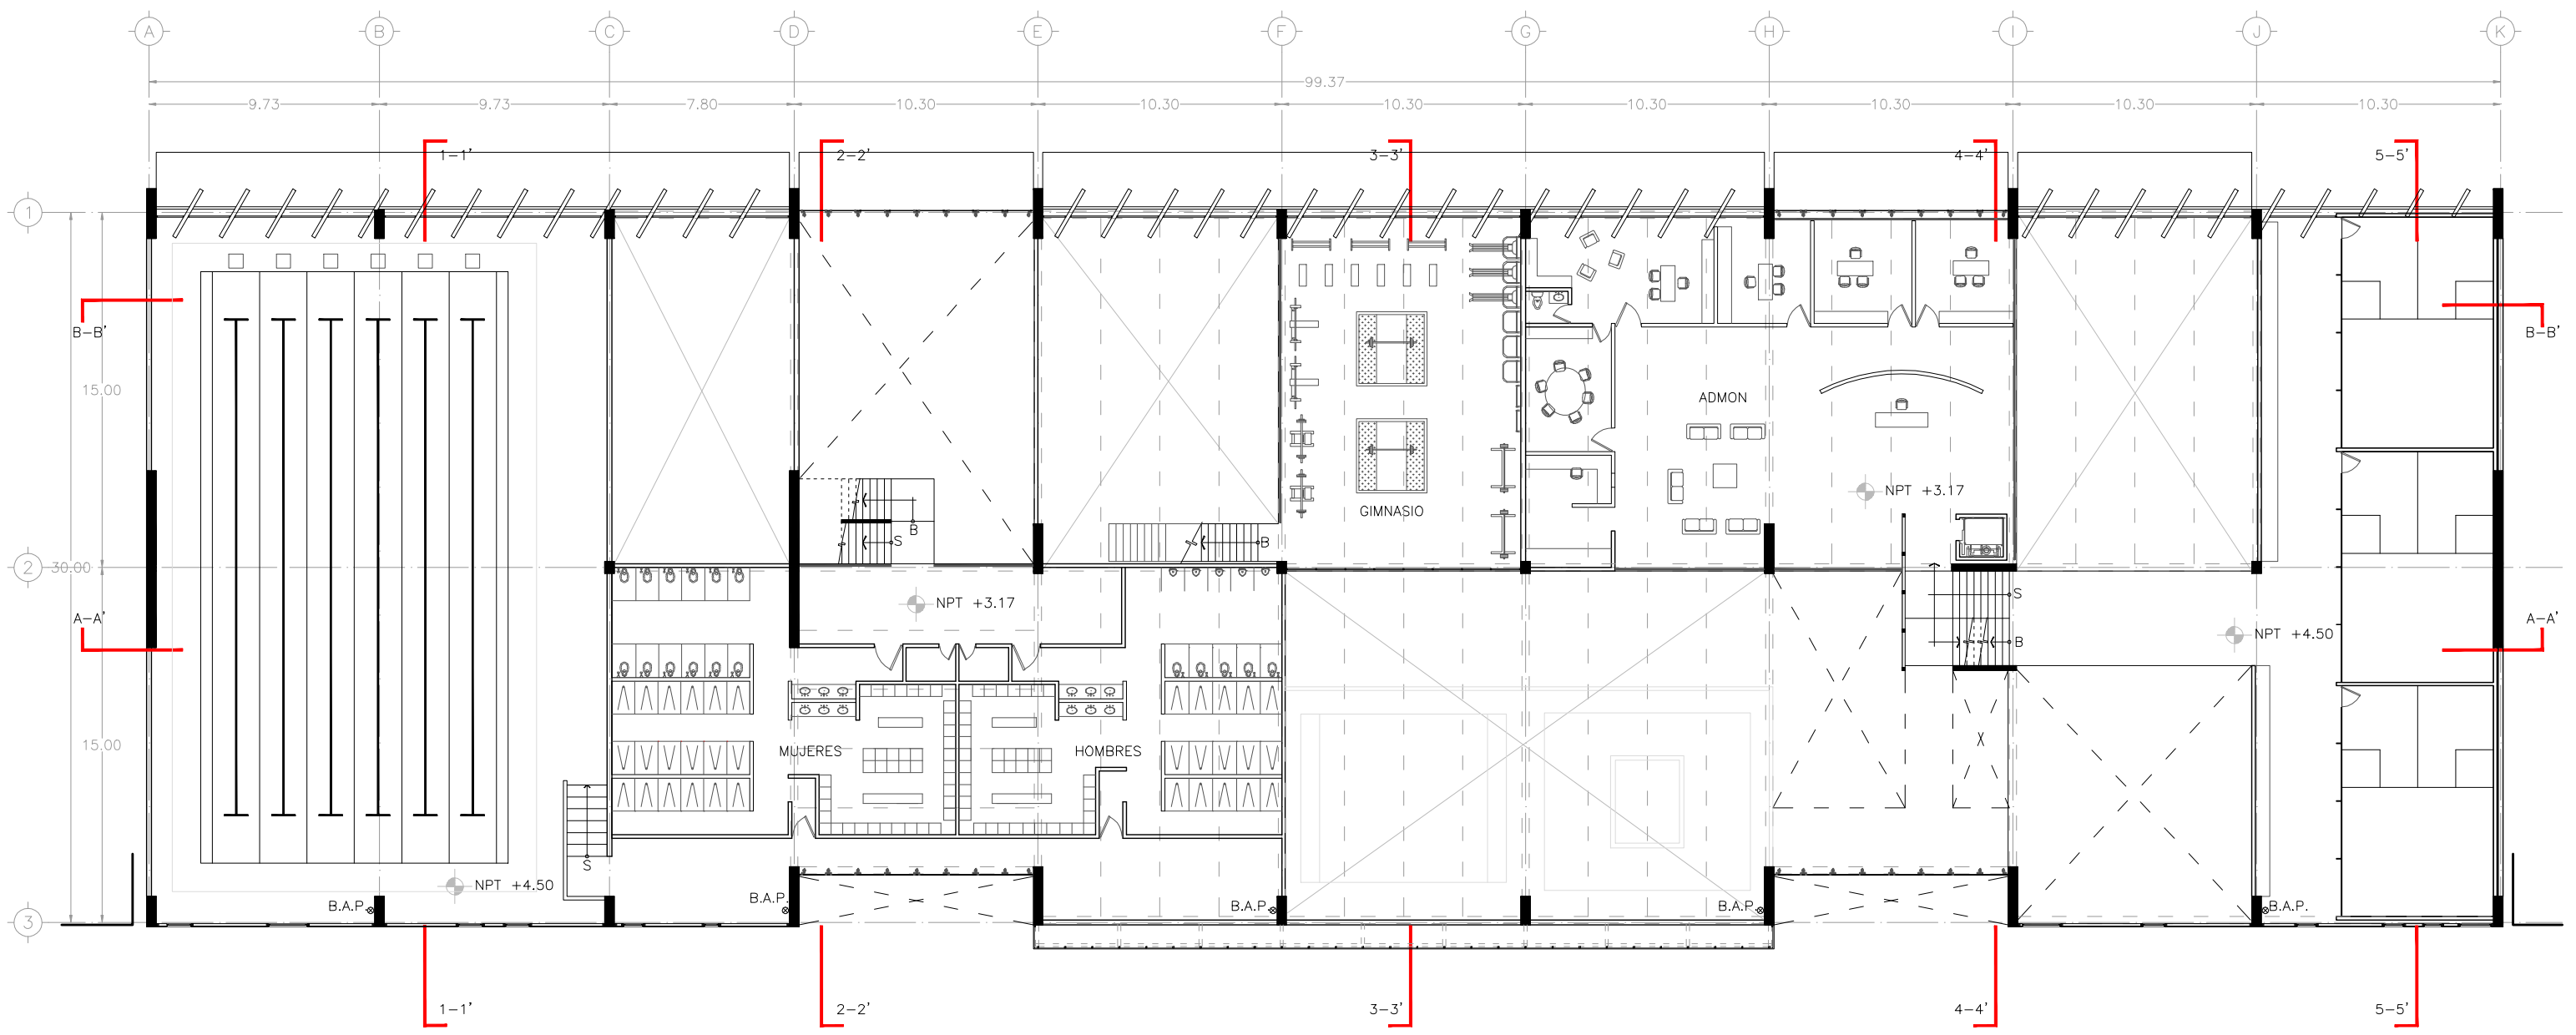 A B C D E F G H I J K
99.37
9.73 9.73 7.80 10.30 10.30 10.30 10.30 10.30 10.30 10.30
1-1' 2-2' 3-3' 4-4' 5-5'
1
B-B' B-B'
15.00
ADMON
NPT +3.17
GIMNASIO
B
S B
2 30.00
S
NPT +3.17
A-A' A-A'
NPT +4.50
B
15.00
MUJERES HOMBRES
S
NPT +4.50
B.A.P. B.A.P. B.A.P. B.A.P. B.A.P.
3
1-1' 2-2' 3-3' 4-4' 5-5'